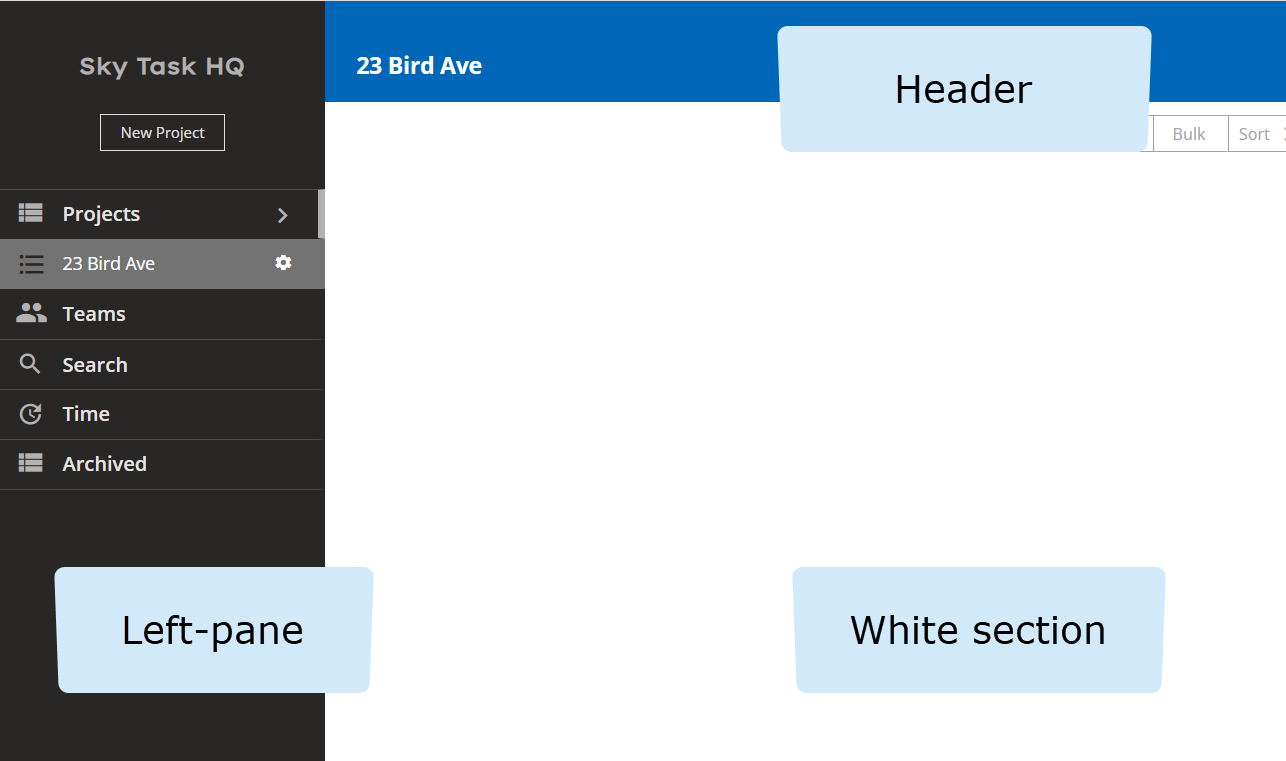 Sky Task HQ
New Project
Projects
23 Bird Ave
Teams
Search
Time
Archived
Left-pane
23 Bird Ave
Header
Bulk
Sort
White section